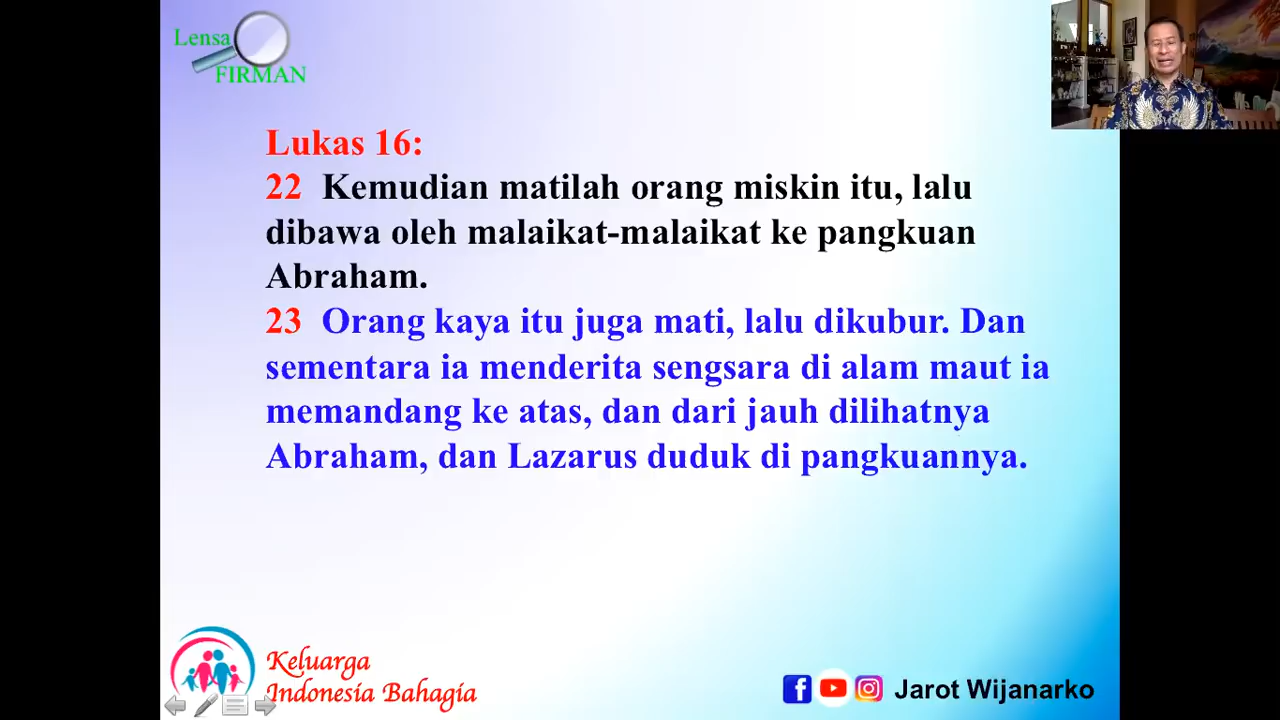 Lensa
FIRMAN
Lukas 16:
22 Kemudian matilah orang miskin itu, lalu
dibawa oleh malaikat-malaikat ke pangkuan
Abraham.
23 Orang kaya itu juga mati, lalu dikubur. Dan
sementara ia menderita sengsara di alam maut ia
memandang ke atas, dan dari jauh dilihatnya
Abraham, dan Lazarus duduk di pangkuannya.
Keluarga
Indonesia Bahagia
Jarot Wijanarko